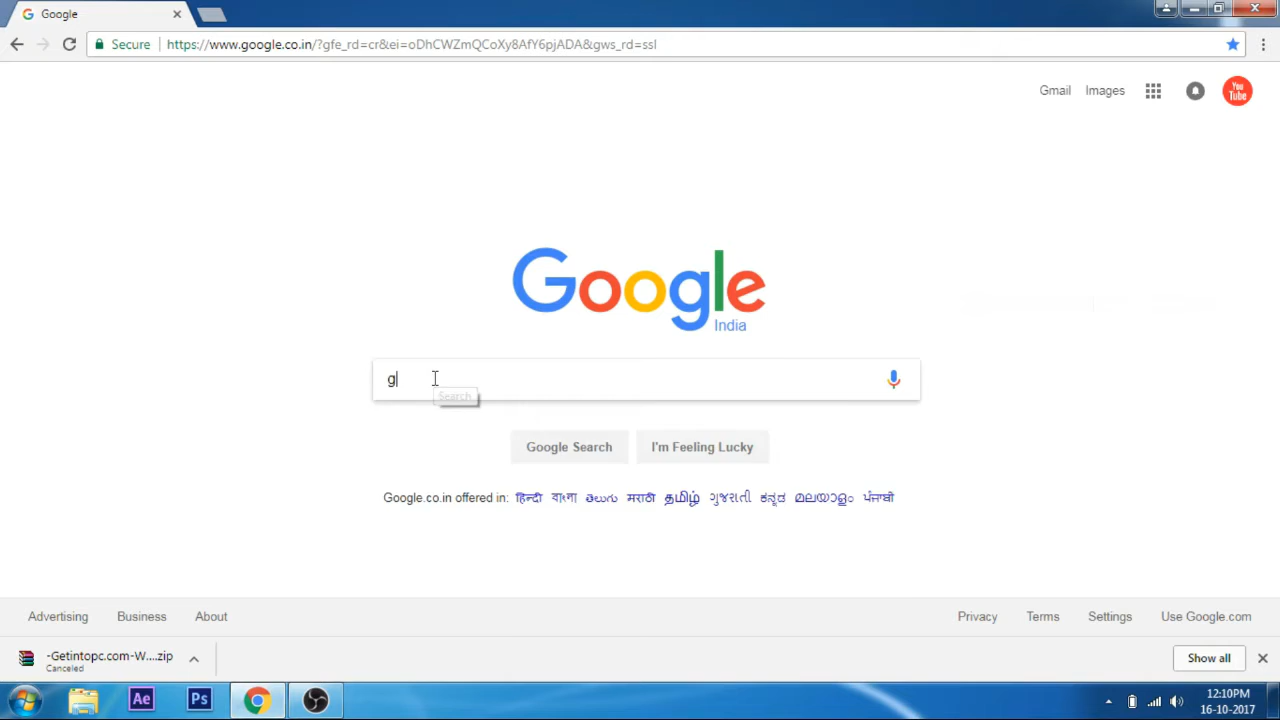 Google
Secure https://www.google.co.in/?gfe_rd=cr&ei=oDhCWZmQCoXy8AfY6pjADA&gws_rd=ssl
Gmail Images You Tube
Google
India
g
Search
Google Search I'm Feeling Lucky
Google.co.in offered in: हिन्दी বাংলা తెలుగు मराठी தமிழ் ગુજરાતી ಕನ್ನಡ മലയാളം ਪੰਜਾਬੀ
Advertising Business About Privacy Terms Settings Use Google.com
-Getintopc.com-W....zip
Canceled
Show all
Ae Ps
12:10PM
16-10-2017